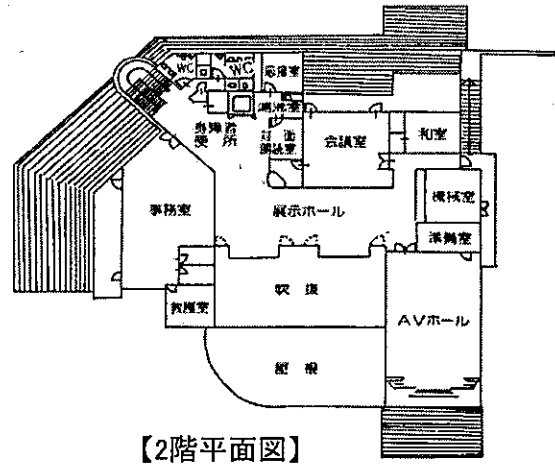 WC
WC
応接室
湯沸室
身障者
便所
対面
朗読室
会議室
和室
事務室
展示ホール
機械室
準備室
吹抜
救護室
AVホール
屋根
【2階平面図】